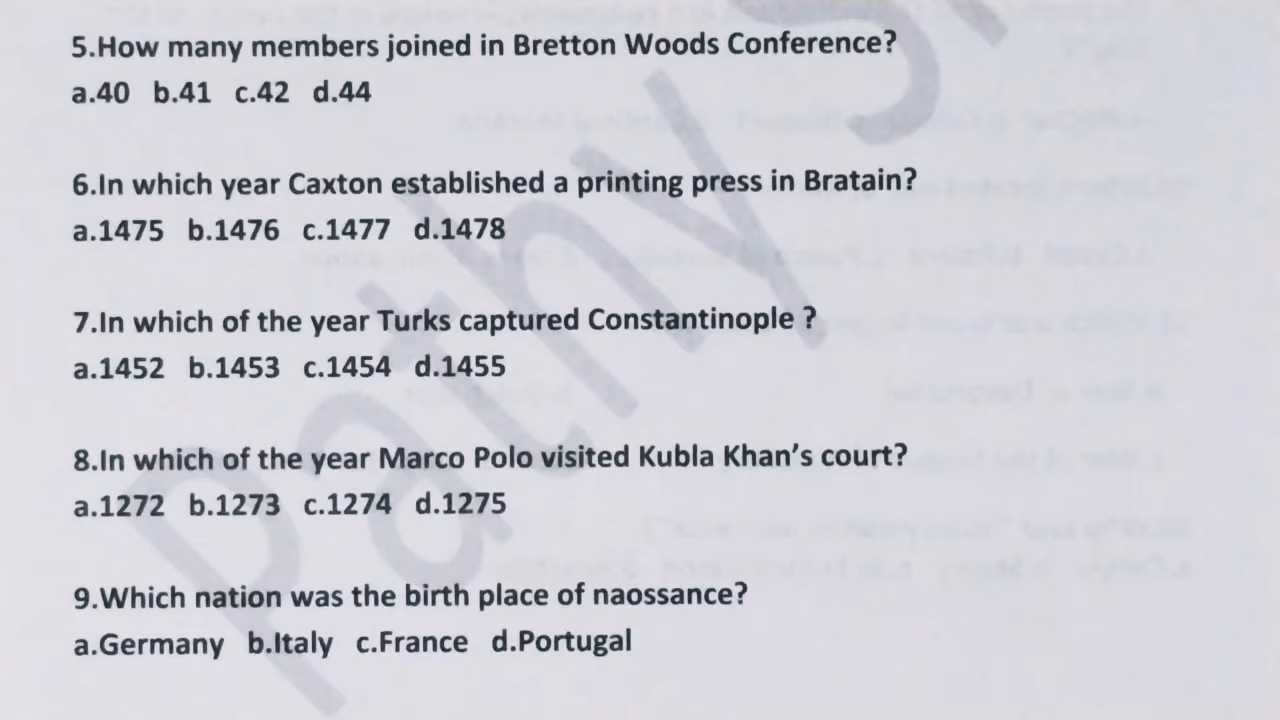 5.How many members joined in Bretton Woods Conference?
a.40 b.41 c.42 d.44
6.In which year Caxton established a printing press in Bratain?
a.1475 b.1476 c.1477 d.1478
7.In which of the year Turks captured Constantinople ?
a.1452 b.1453 c.1454 d.1455
8.In which of the year Marco Polo visited Kubla Khan's court?
a.1272 b.1273 c.1274 d.1275
9.Which nation was the birth place of naossance?
a.Germany b.Italy c.France d.Portugal
Pathy